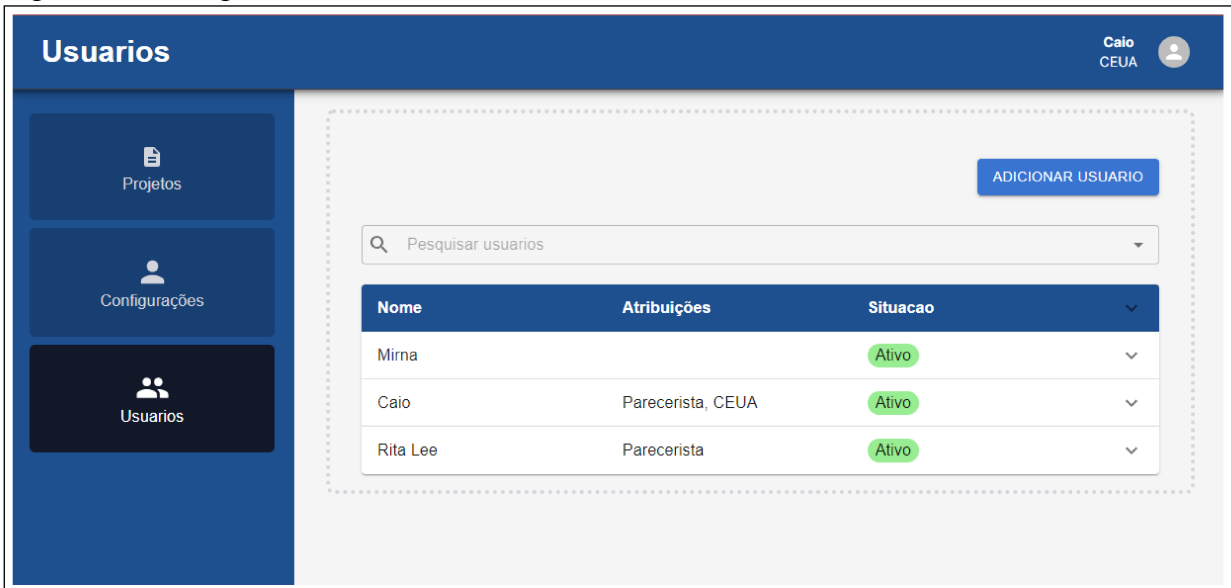 Usuarios
Caio
CEUA
Projetos
Configurações
Usuarios
ADICIONAR USUARIO
Pesquisar usuarios
Nome Atribuições Situacao
Mirna Ativo
Caio Parecerista, CEUA Ativo
Rita Lee Parecerista Ativo